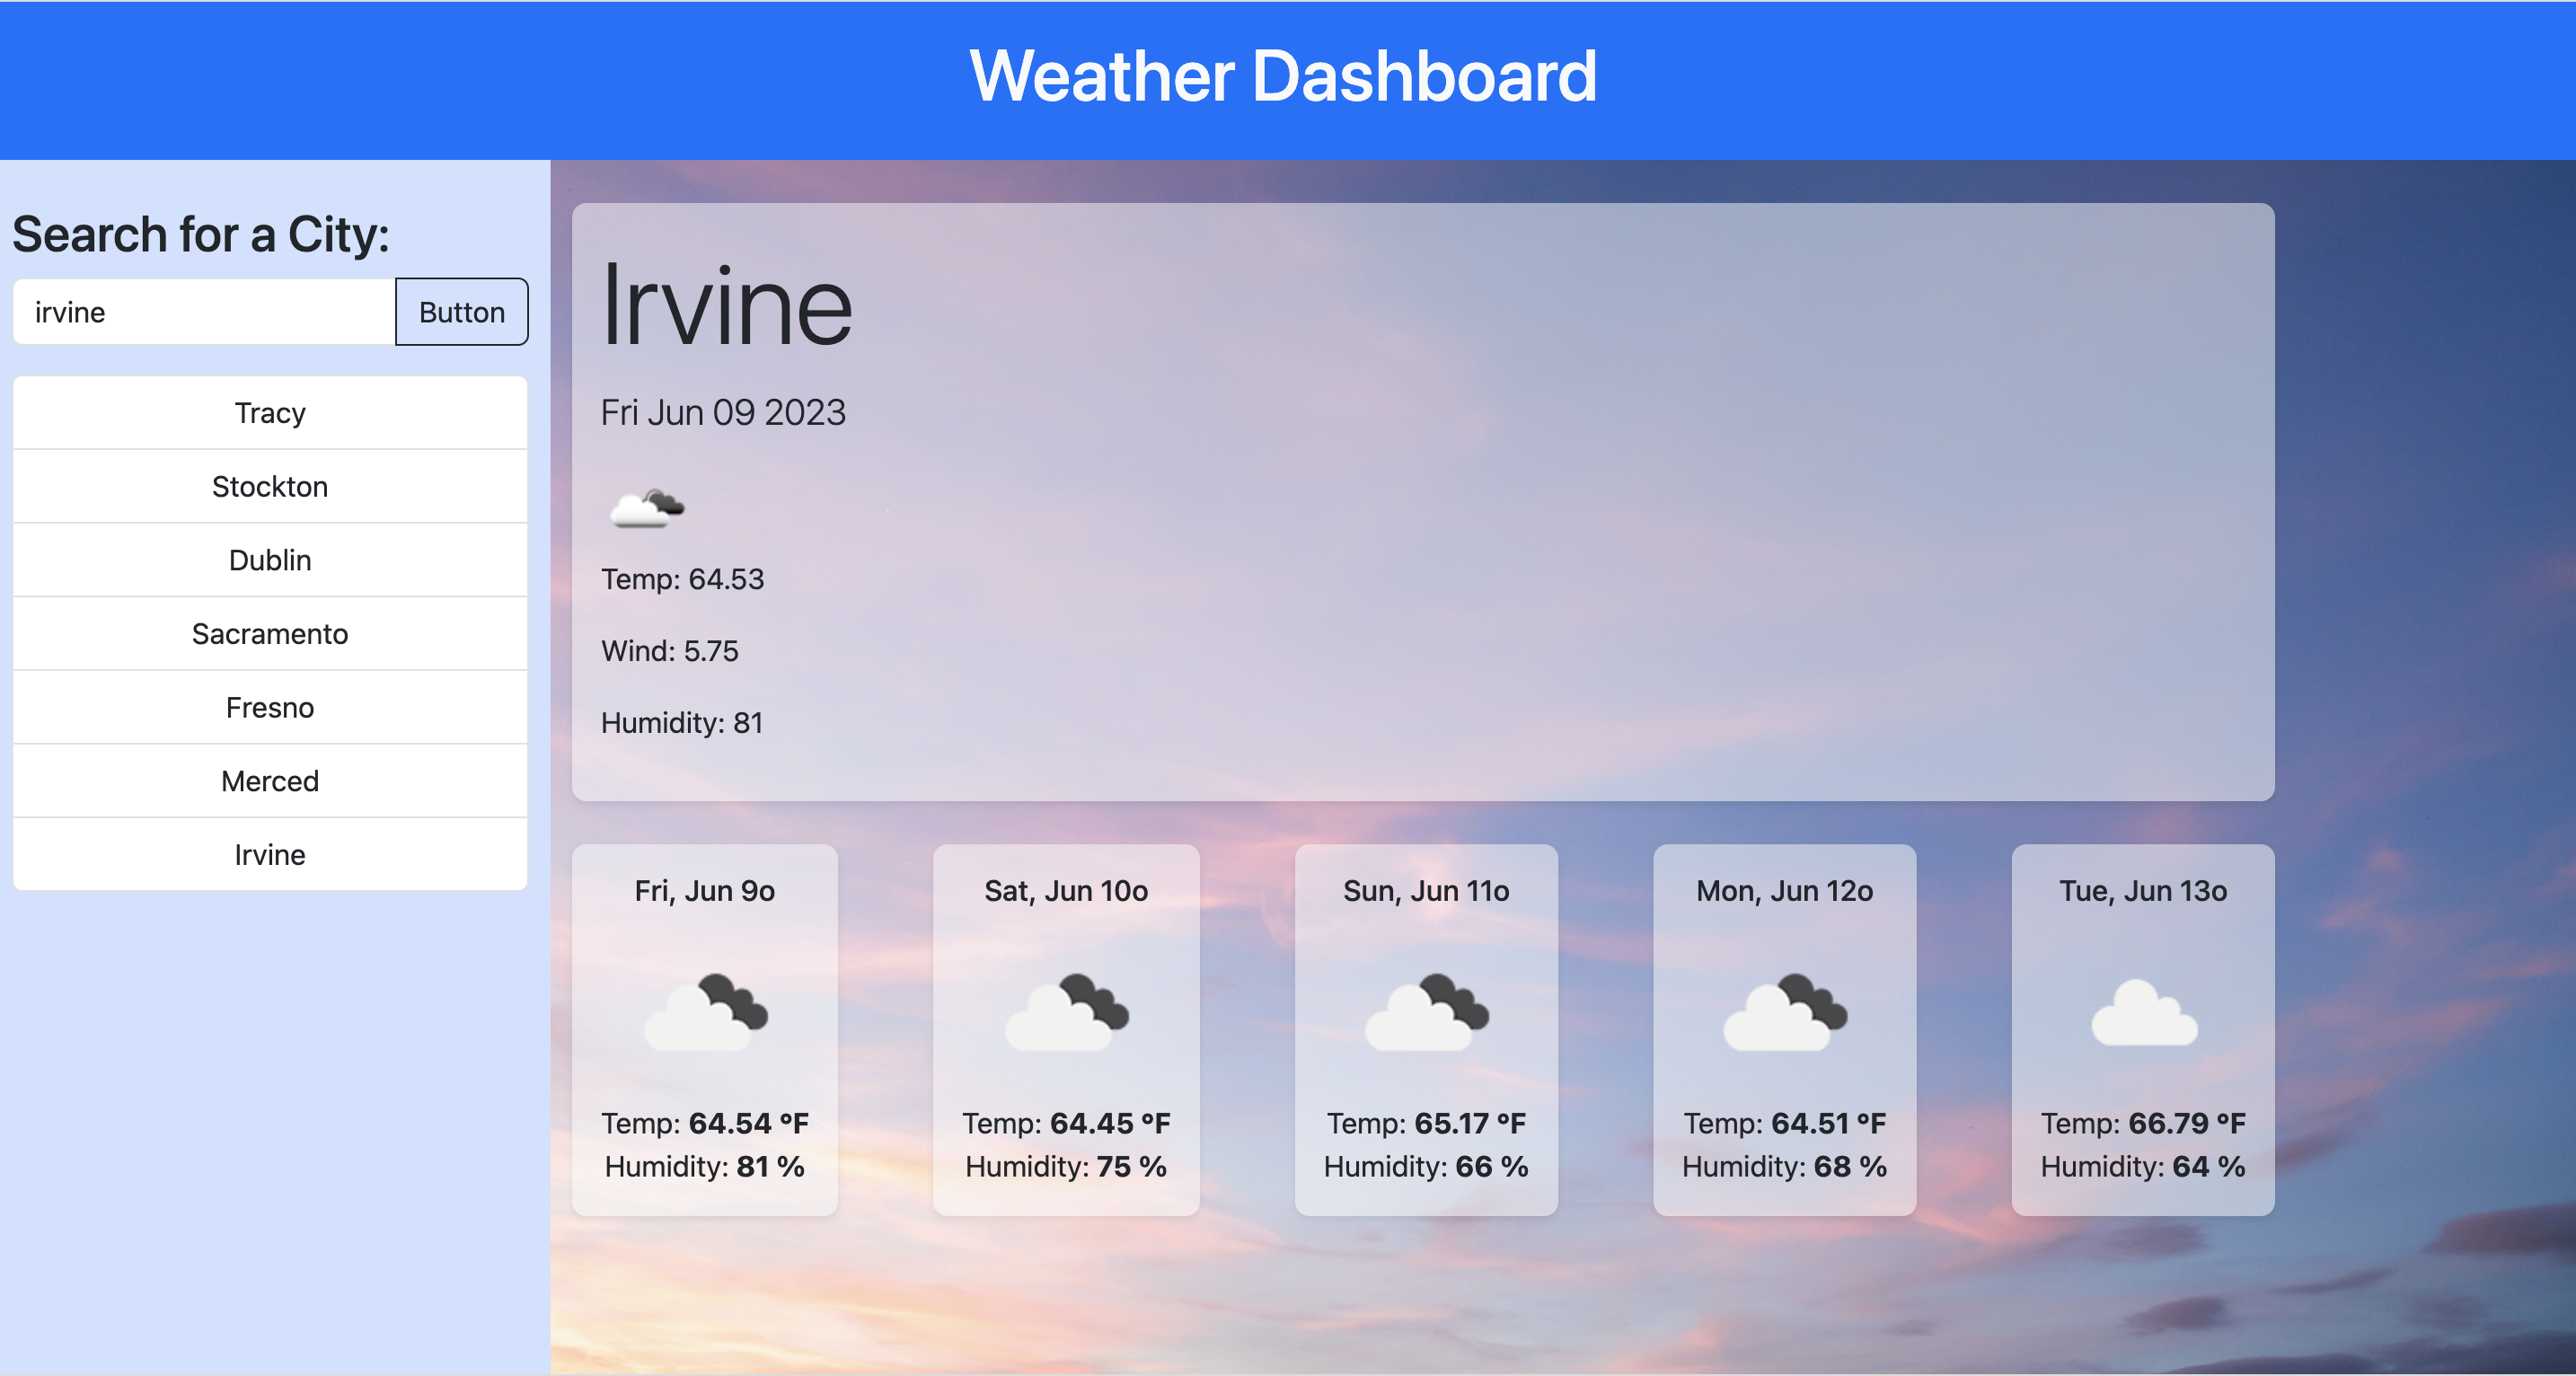 Weather Dashboard
Search for a City:
irvine
Button
Tracy
Stockton
Dublin
Sacramento
Fresno
Merced
Irvine
Irvine
Fri Jun 09 2023
Temp: 64.53
Wind: 5.75
Humidity: 81
Fri, Jun 9o
Temp: 64.54 °F
Humidity: 81 %
Sat, Jun 10o
Temp: 64.45 °F
Humidity: 75 %
Sun, Jun 11o
Temp: 65.17 °F
Humidity: 66 %
Mon, Jun 12o
Temp: 64.51 °F
Humidity: 68 %
Tue, Jun 13o
Temp: 66.79 °F
Humidity: 64 %